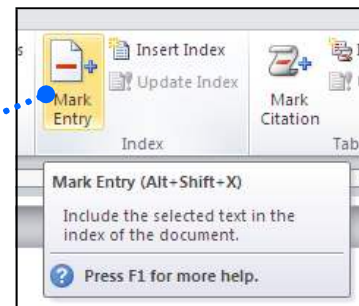 s
Insert Index
Update Index
Mark
Entry
Mark
Citation
Index
Tab
Mark Entry (Alt+Shift+X)
Include the selected text in the
index of the document.
Press F1 for more help.